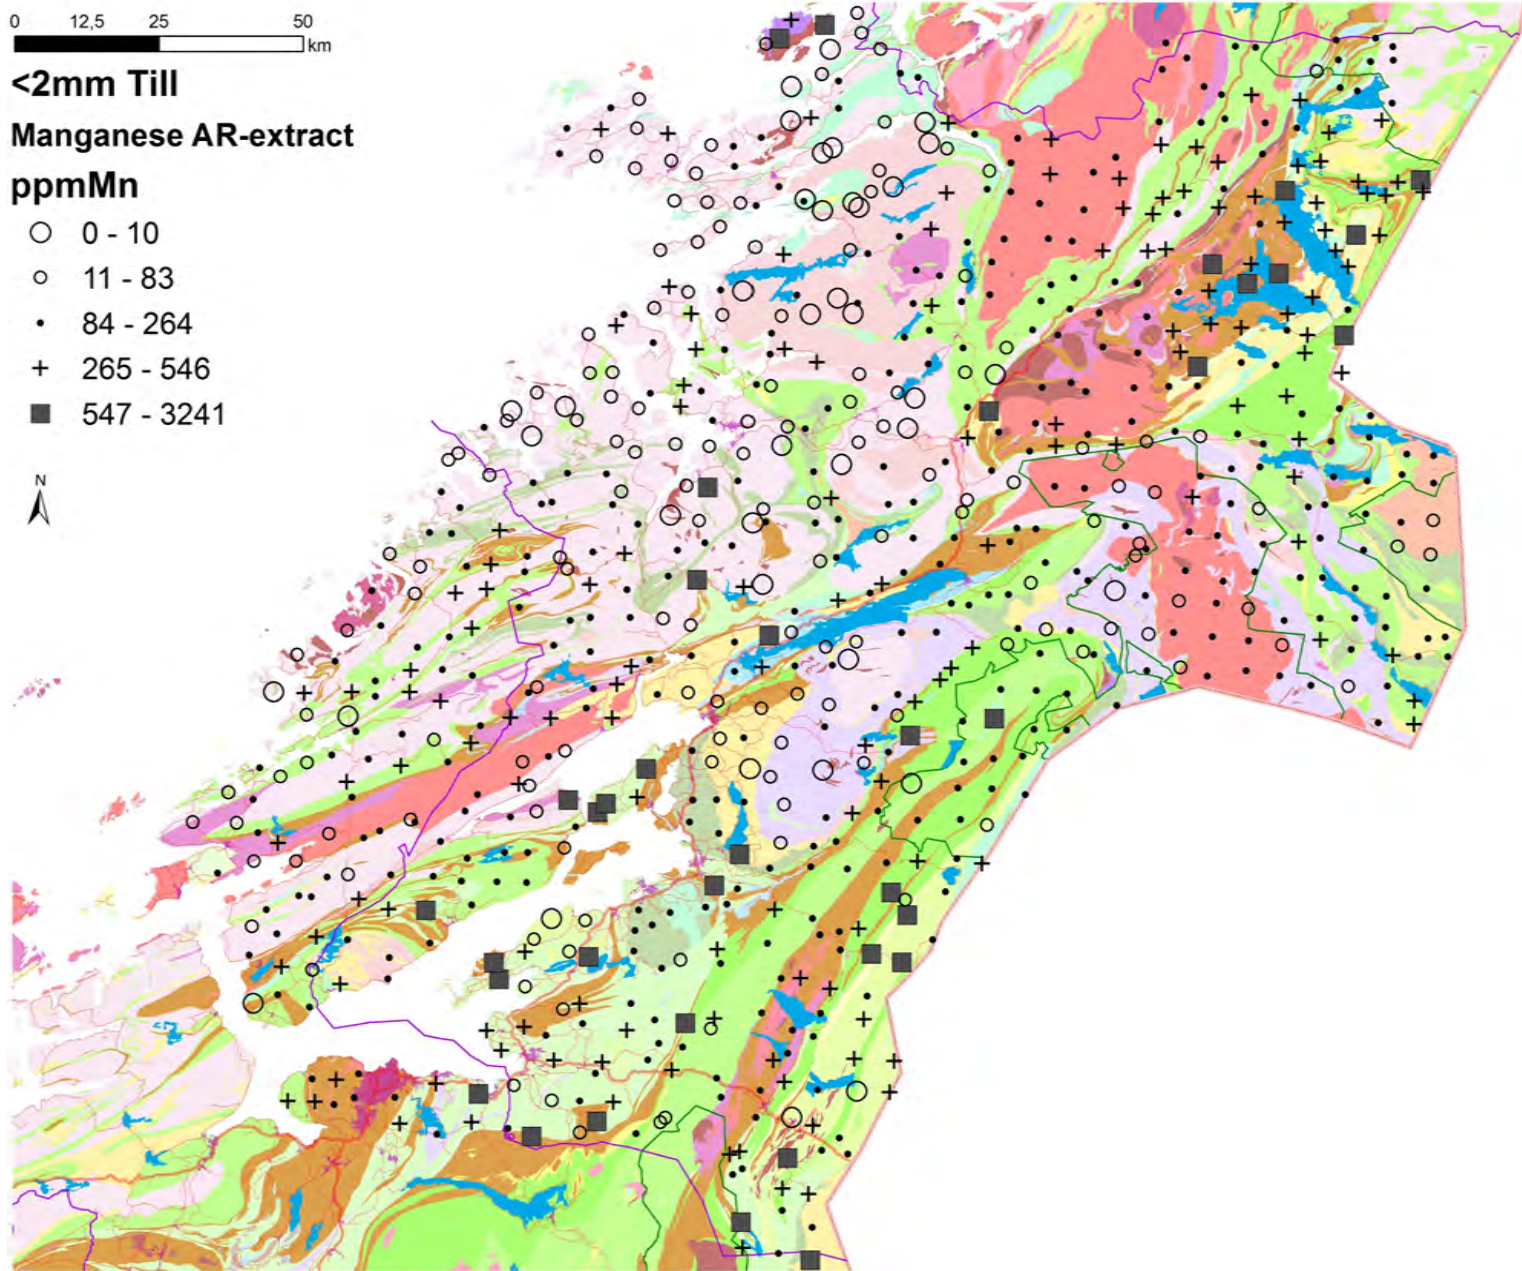 0 12,5 25 50
km
<2mm Till
Manganese AR-extract
ppmMn
0 - 10
11 - 83
84 - 264
265 - 546
547 - 3241
N